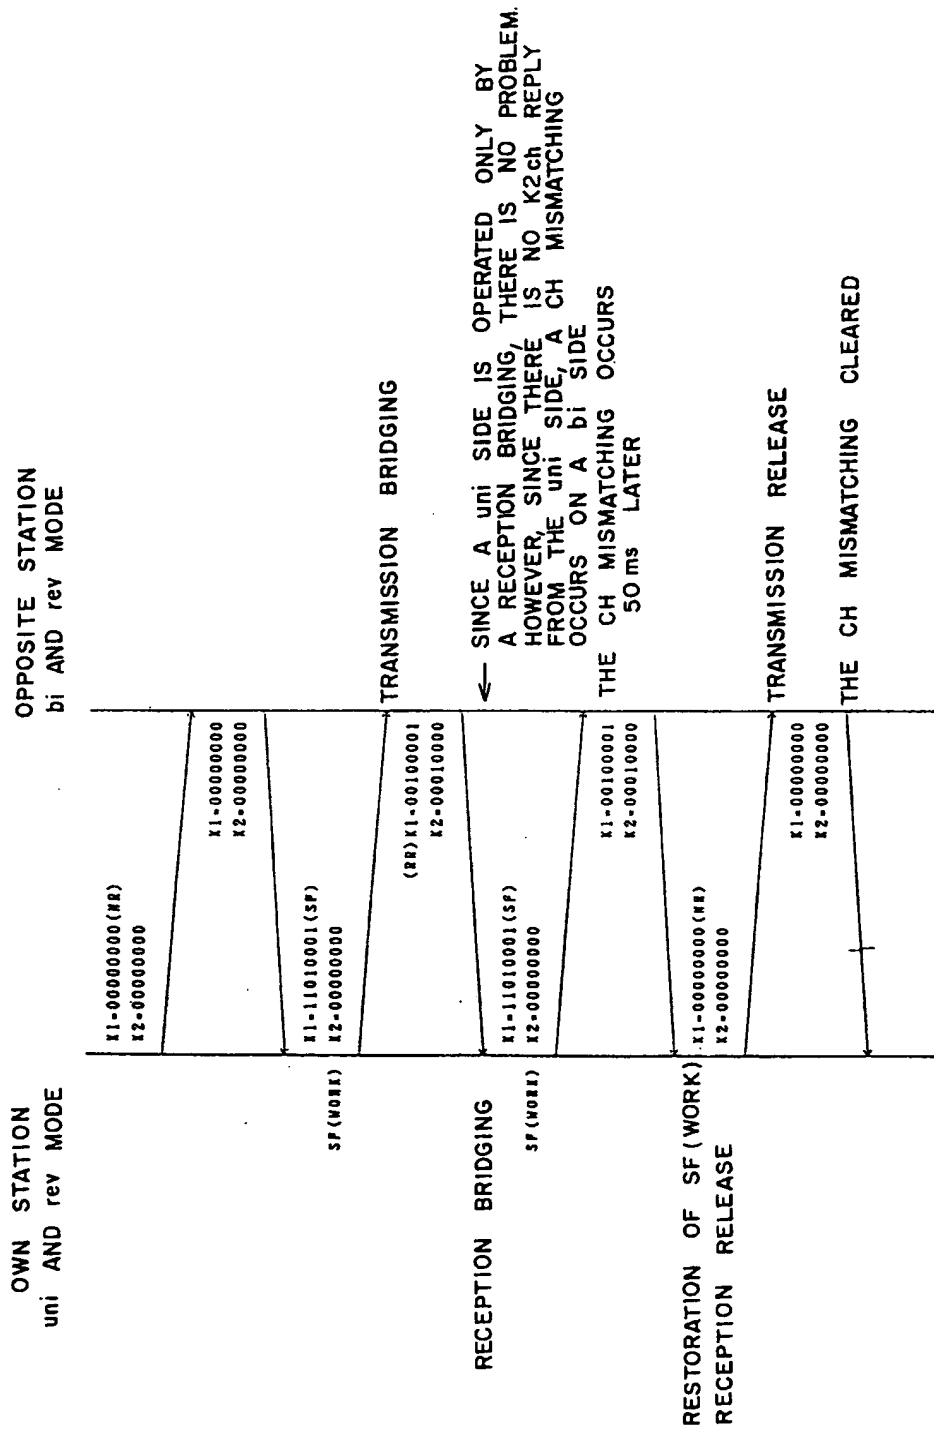 OWN STATION
uni AND rev MODE
OPPOSITE STATION
bi AND rev MODE
K1=00000000(NR)
K2=00000000
K1=00000000
K2=00000000
SF(WORK)
K1=11010001(SF)
K2=00000000
TRANSMISSION BRIDGING
(RR)K1=00100001
K2=00010000
RECEPTION BRIDGING
← SINCE A uni SIDE IS OPERATED ONLY BY
A RECEPTION BRIDGING, THERE IS NO PROBLEM.
HOWEVER, SINCE THERE IS NO K2ch REPLY
FROM THE uni SIDE, A CH MISMATCHING
OCCURS ON A bi SIDE
SF(WORK)
K1=11010001(SF)
K2=00000000
THE CH MISMATCHING OCCURS
50ms LATER
K1=00100001
K2=00010000
RESTORATION OF SF(WORK)
RECEPTION RELEASE
K1=00000000(NR)
K2=00000000
TRANSMISSION RELEASE
K1=00000000
K2=00000000
THE CH MISMATCHING CLEARED